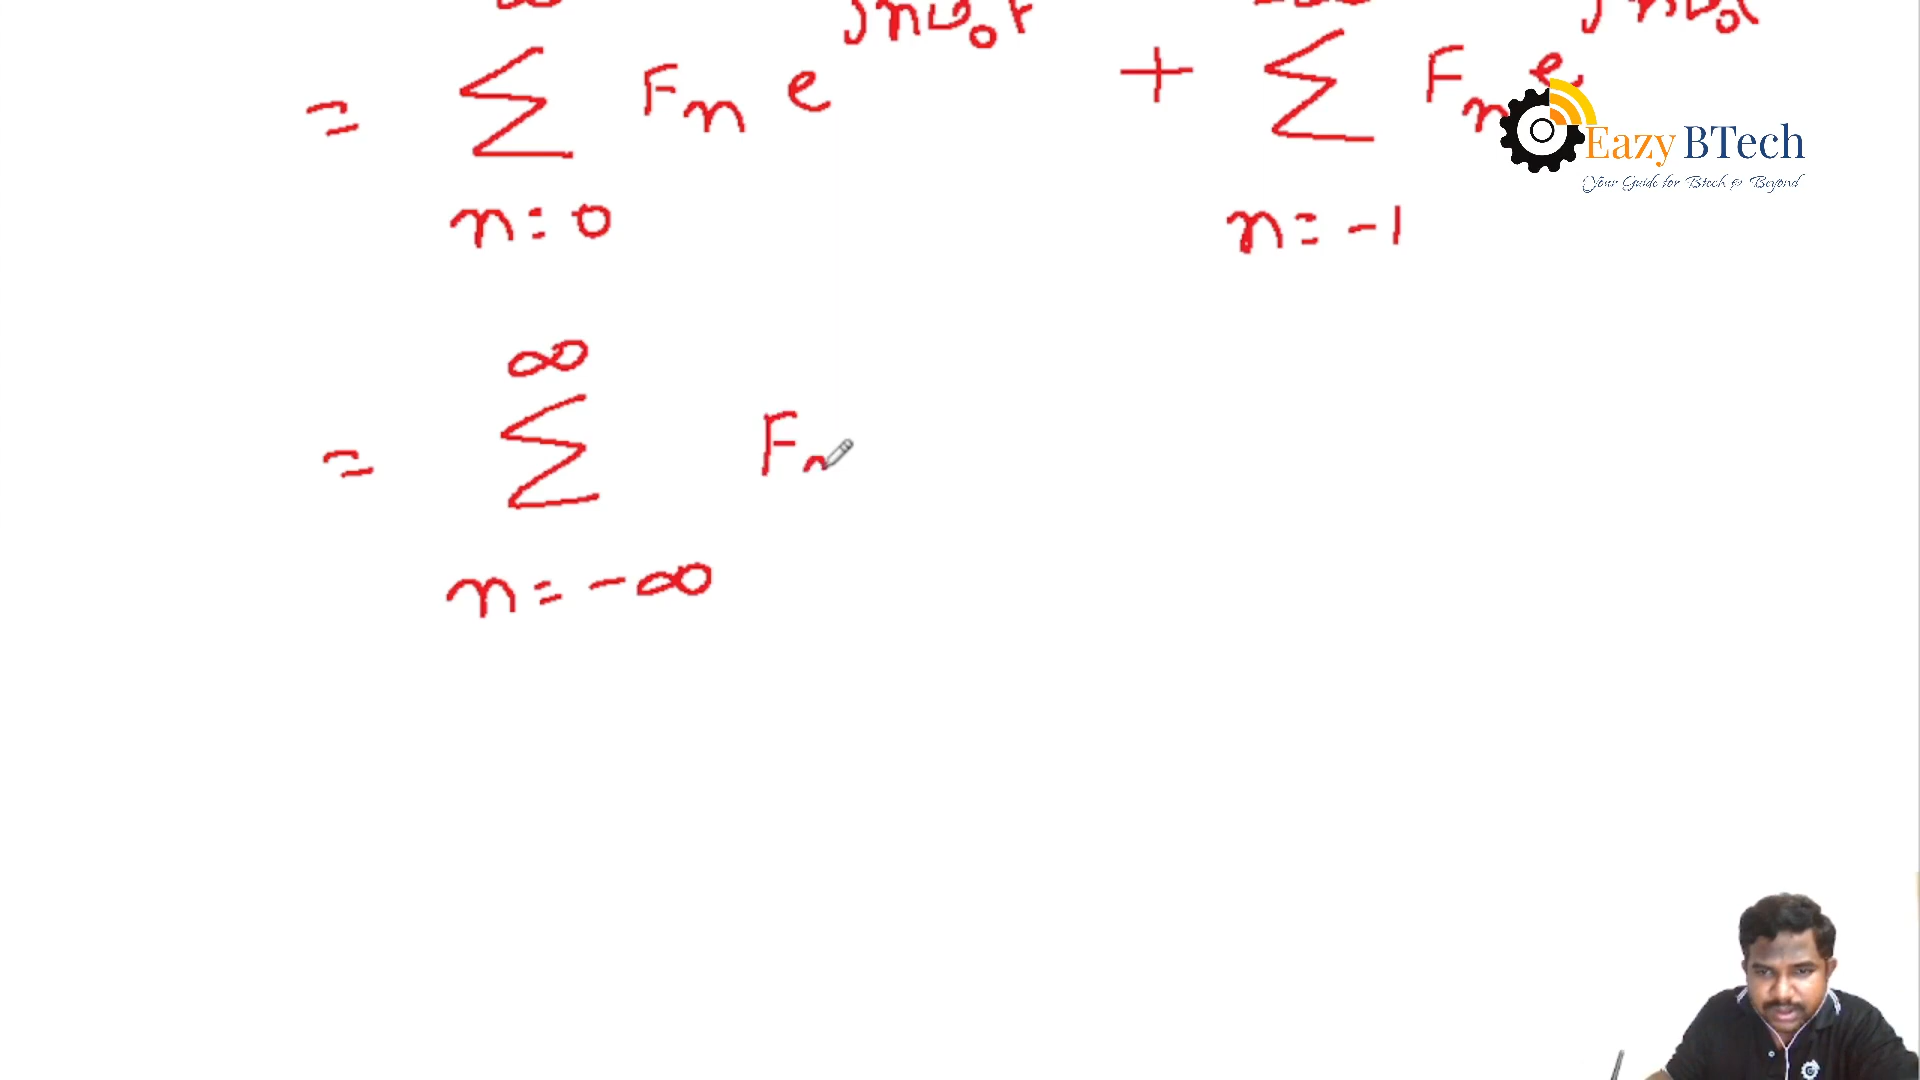 ∞ jnω₀t -∞ jnω₀t
= Σ Fₙ e + Σ Fₙ e
Eazy BTech
Your Guide for Btech & Beyond
n=0 n=-1
∞
= Σ Fₙ
n=-∞